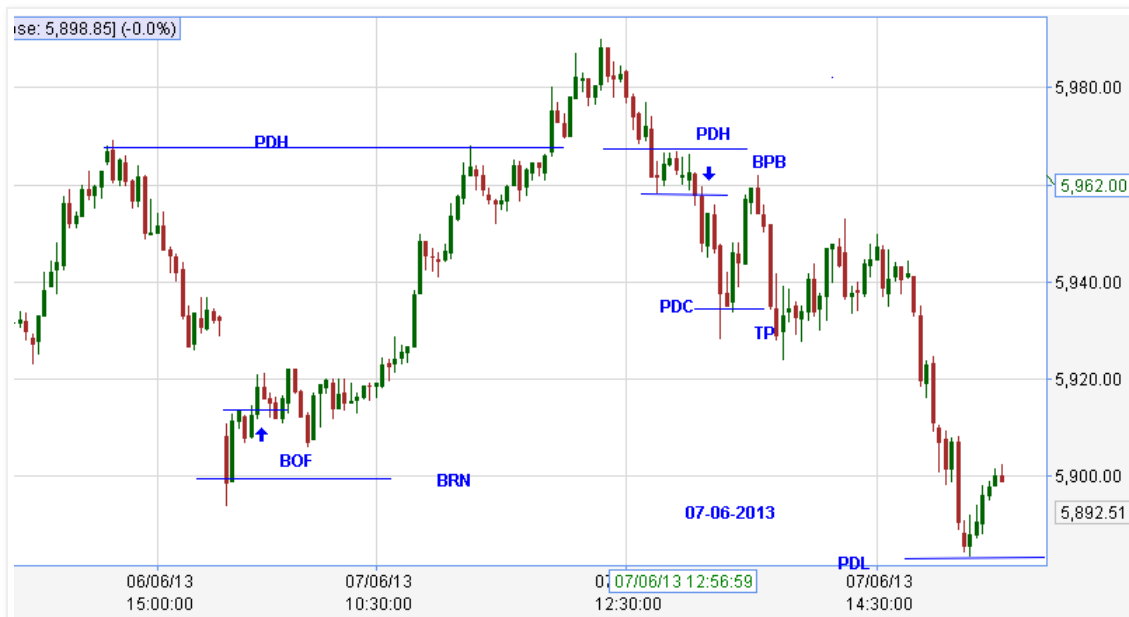 ose: 5,898.85] (-0.0%)
5,980.00
PDH
PDH
BPB
5,962.00
5,940.00
PDC
TP
5,920.00
BOF
BRN
5,900.00
07-06-2013
5,892.51
PDL
06/06/13
15:00:00
07/06/13
10:30:00
07/06/13 12:56:59
12:30:00
07/06/13
14:30:00